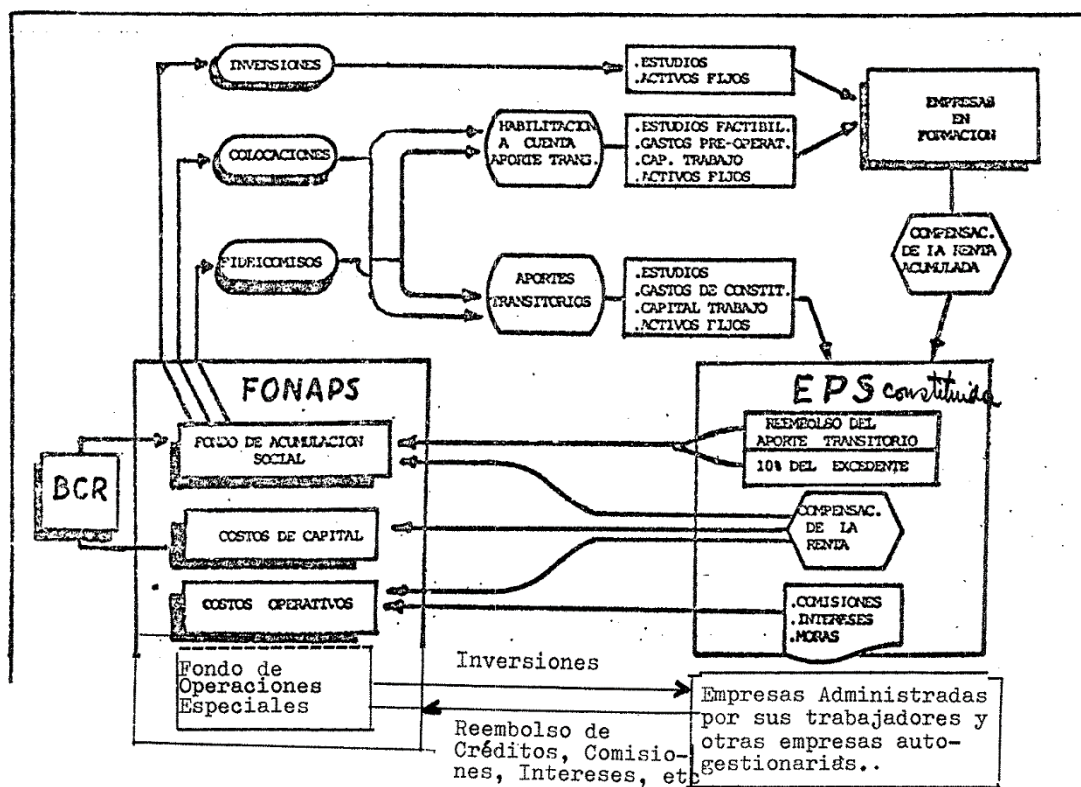 INVERSIONES
.ESTUDIOS
.ACTIVOS FIJOS
EMPRESAS
EN
FORMACION
COLOCACIONES
HABILITACION
A CUENTA
APORTE TRANS.
.ESTUDIOS FACTIBIL.
.GASTOS PRE-OPERAT.
.CAP. TRABAJO
.ACTIVOS FIJOS
COMPENSAC.
DE LA RENTA
ACUMULADA
FIDEICOMISOS
APORTES
TRANSITORIOS
.ESTUDIOS
.GASTOS DE CONSTIT.
.CAPITAL TRABAJO
.ACTIVOS FIJOS
FONAPS
EPS constituida
FONDO DE ACUMULACION
SOCIAL
REEMBOLSO DEL
APORTE TRANSITORIO
10% DEL EXCEDENTE
BCR
COSTOS DE CAPITAL
COMPENSAC.
DE LA
RENTA
COSTOS OPERATIVOS
.COMISIONES
.INTERESES
.MORAS
Fondo de
Operaciones
Especiales
Inversiones
Reembolso de
Créditos, Comisio-
nes, Intereses, etc
Empresas Administradas
por sus trabajadores y
otras empresas auto-
gestionarias..